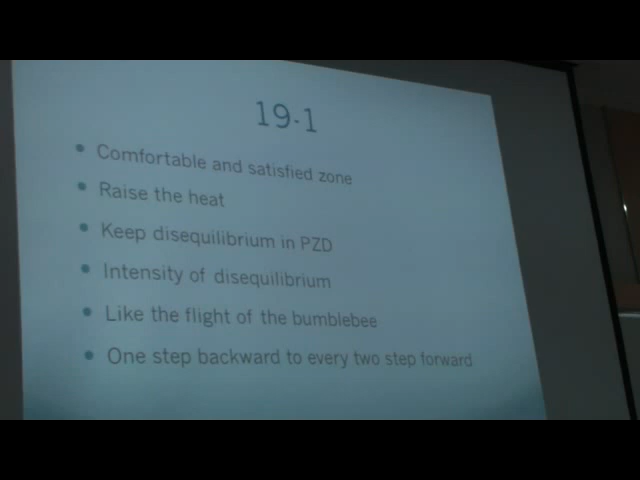 19-1
• Comfortable and satisfied zone
• Raise the heat
• Keep disequilibrium in PZD
• Intensity of disequilibrium
• Like the flight of the bumblebee
• One step backward to every two step forward